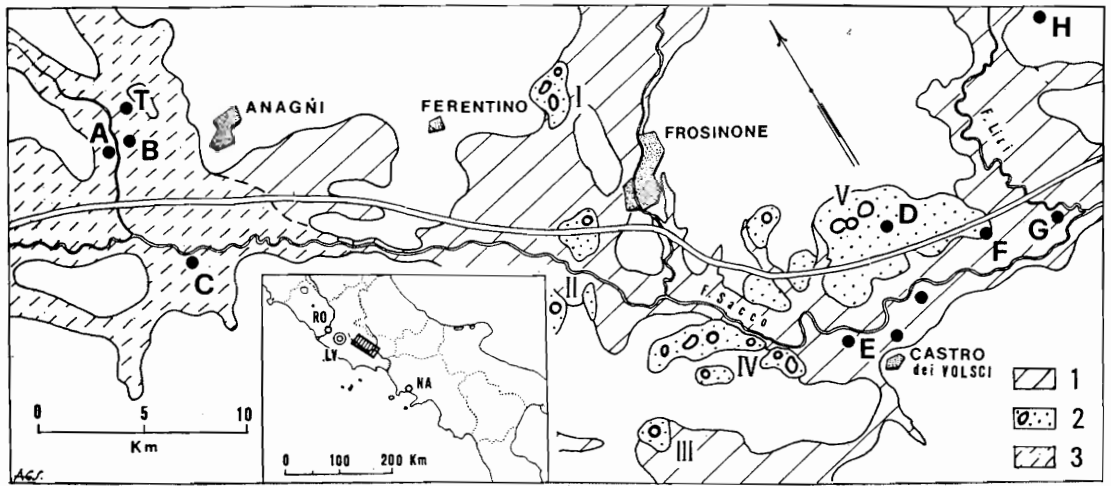 H
T
ANAGNI
FERENTINO
I
A
B
FROSINONE
F. Liri
V
D
G
F
C
II
F. Sacco
RO
LV
NA
IV
E
CASTRO
dei VOLSCI
0 5 10
Km
0 100 200 Km
III
1
2
3
A.G.S.